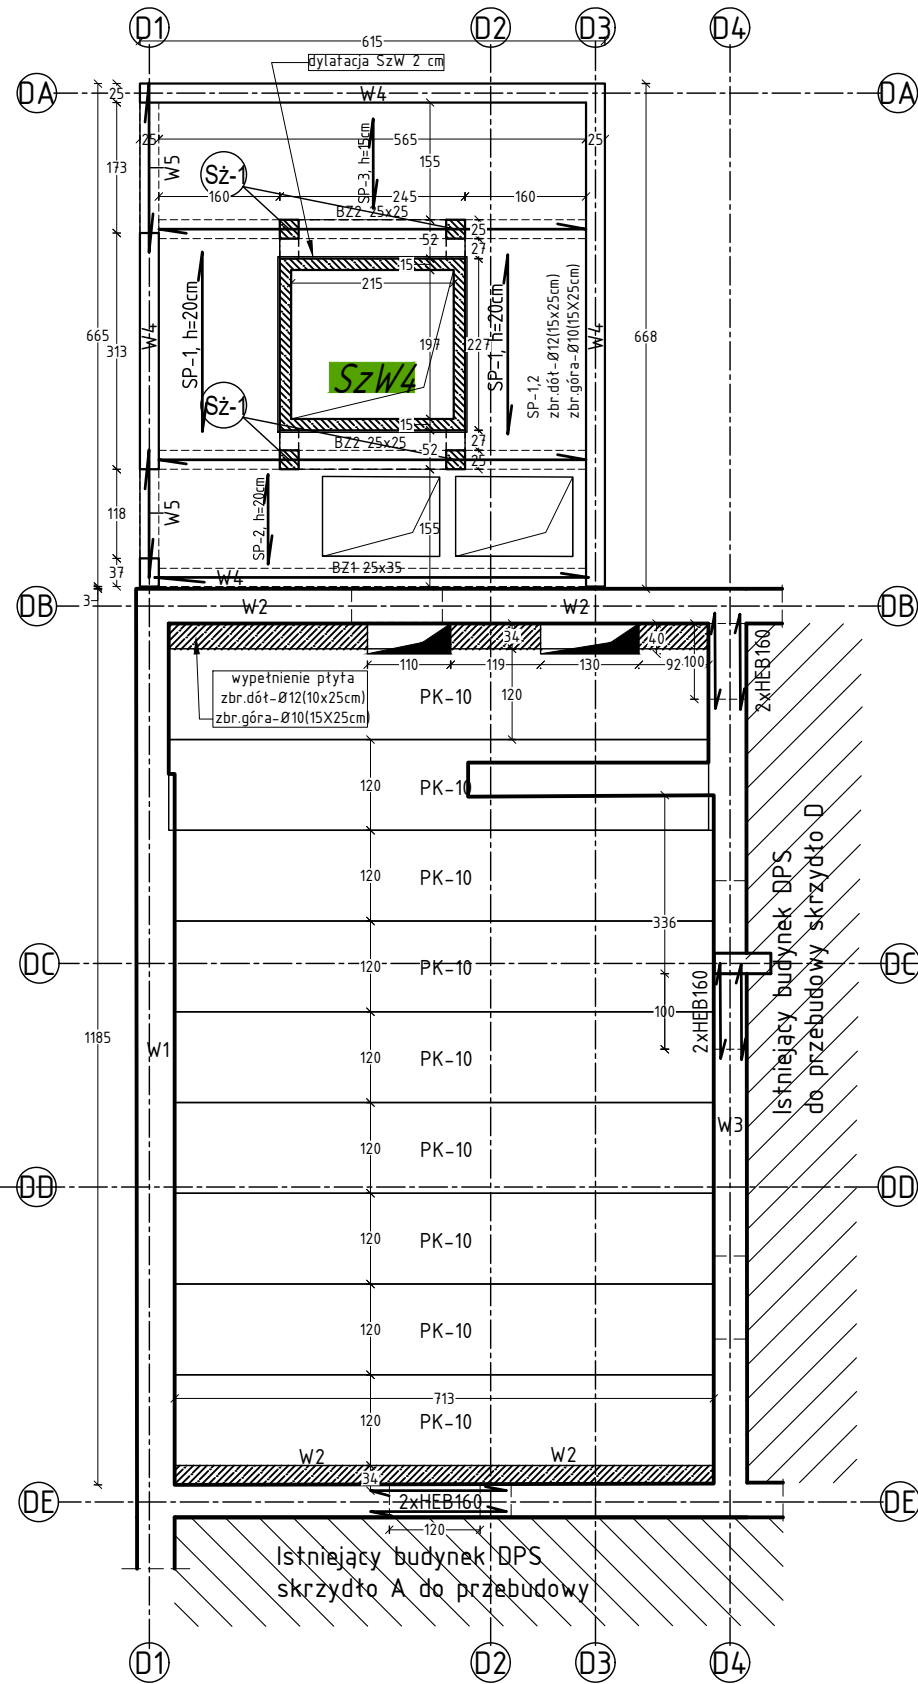 D1
D2
D3
D4
615
dylatacja SzW 2 cm
DA
DA
25
W4
25
565
25
173
W5
SP-3, h=15cm
155
Sż-1
160
245
160
BZ2 25x25
25
52
27
15
215
SP-1, h=20cm
SP-1, h=20cm
SP-1,2
zbr.dół-Ø12(15x25cm)
zbr.góra-Ø10(15X25cm)
665
313
W4
197
227
W4
668
SzW4
Sż-1
15
BZ2 25x25
27
52
25
118
W5
SP-2, h=20cm
155
37
W4
BZ1 25x35
3
DB
W2
W2
DB
34
40
110
119
130
92
100
2xHEB160
wypełnienie płyta
zbr.dół-Ø12(10x25cm)
zbr.góra-Ø10(15X25cm)
PK-10
120
120
PK-10
120
PK-10
336
Istniejący budynek DPS
do przebudowy skrzydło D
DC
120
PK-10
DC
100
2xHEB160
1185
W1
120
PK-10
W3
120
PK-10
DD
DD
120
PK-10
120
PK-10
713
120
PK-10
W2
W2
34
DE
2xHEB160
DE
120
Istniejący budynek DPS
skrzydło A do przebudowy
D1
D2
D3
D4